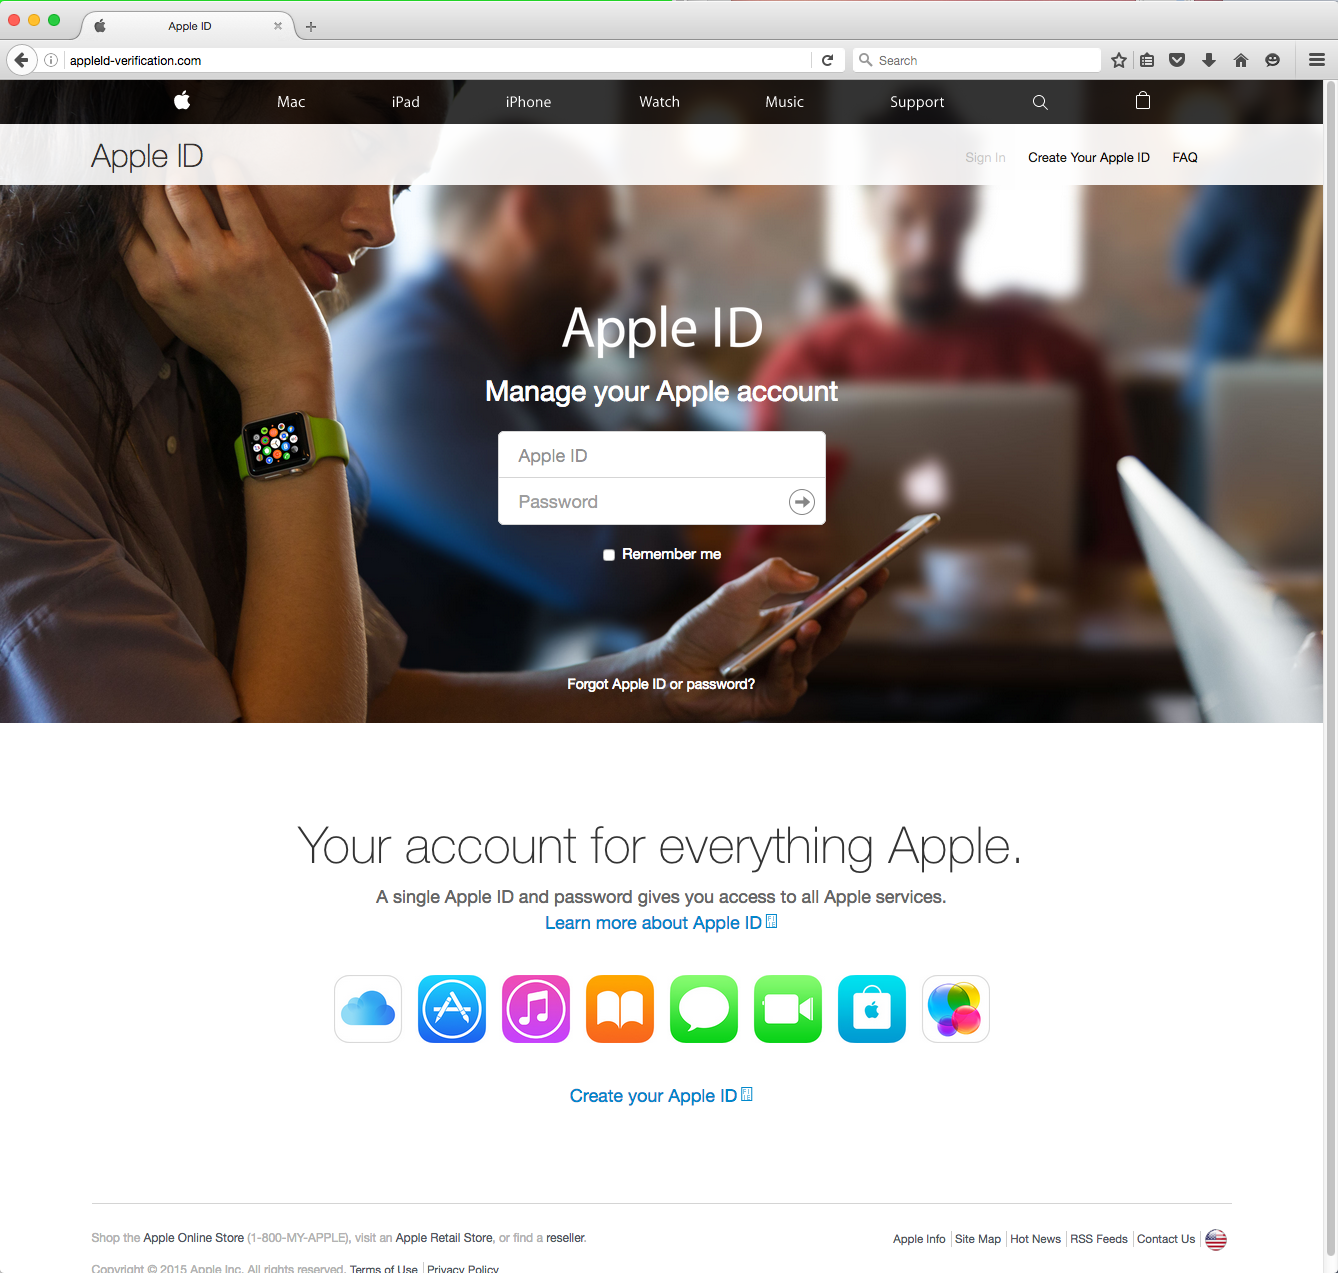 Apple ID
appleld-verification.com
Search
Mac iPad iPhone Watch Music Support
Apple ID
Sign In Create Your Apple ID FAQ
Apple ID
Manage your Apple account
Apple ID
Password
Remember me
Forgot Apple ID or password?
Your account for everything Apple.
A single Apple ID and password gives you access to all Apple services.
Learn more about Apple ID
Create your Apple ID
Shop the Apple Online Store (1-800-MY-APPLE), visit an Apple Retail Store, or find a reseller.
Apple Info Site Map Hot News RSS Feeds Contact Us
Copyright © 2015 Apple Inc. All rights reserved. Terms of Use Privacy Policy